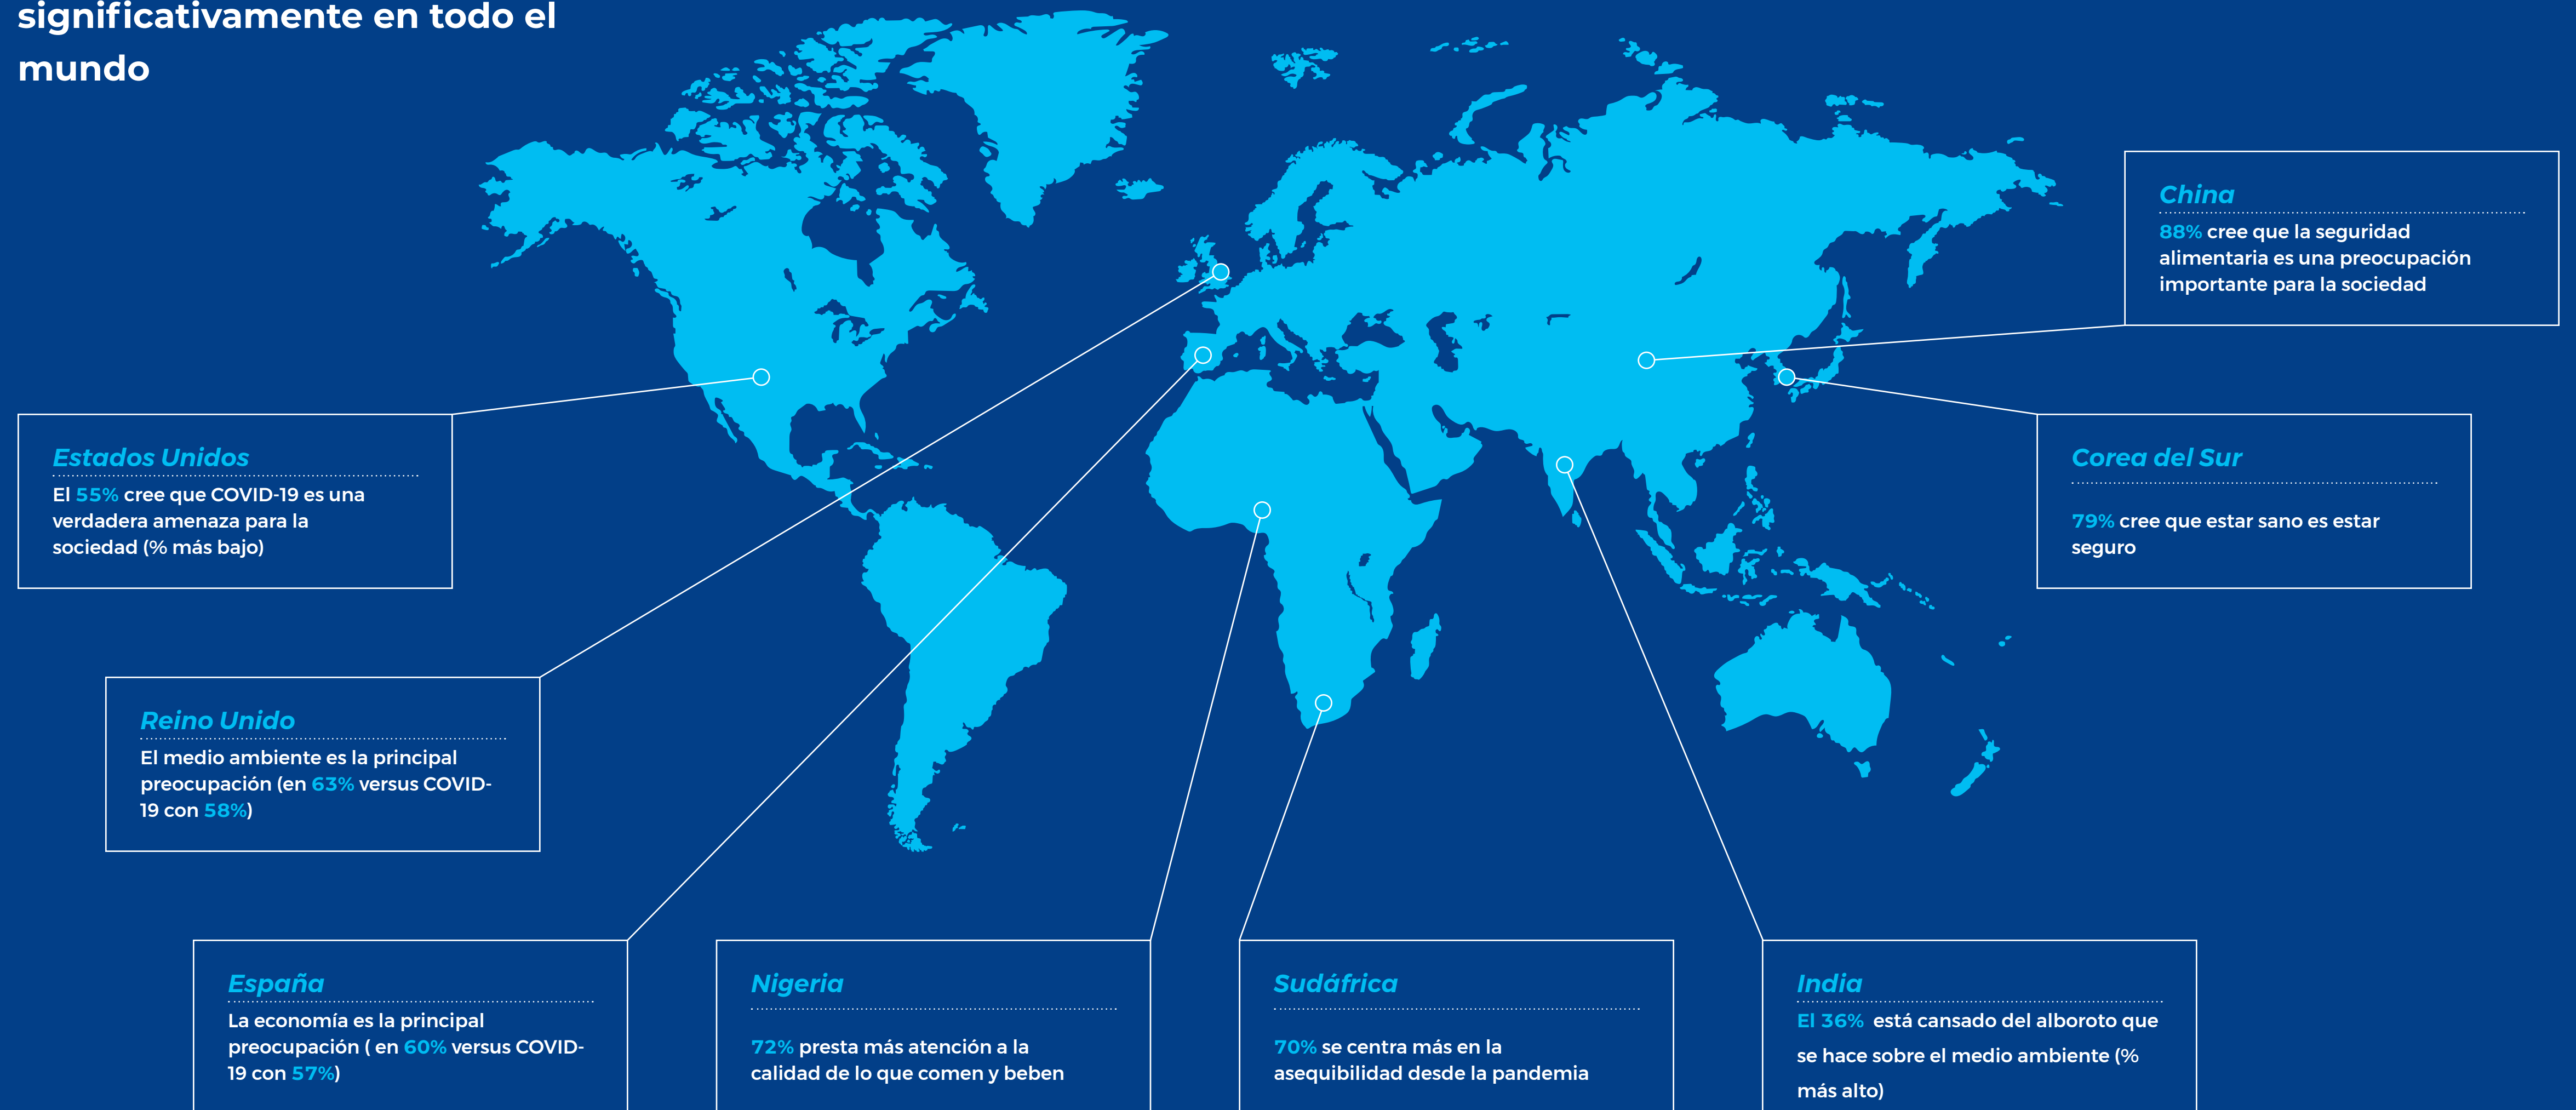 significativamente en todo el
mundo
China
88% cree que la seguridad
alimentaria es una preocupación
importante para la sociedad
Estados Unidos
El 55% cree que COVID-19 es una
verdadera amenaza para la
sociedad (% más bajo)
Corea del Sur
79% cree que estar sano es estar
seguro
Reino Unido
El medio ambiente es la principal
preocupación (en 63% versus COVID-
19 con 58%)
España
La economía es la principal
preocupación ( en 60% versus COVID-
19 con 57%)
Nigeria
72% presta más atención a la
calidad de lo que comen y beben
Sudáfrica
70% se centra más en la
asequibilidad desde la pandemia
India
El 36% está cansado del alboroto que
se hace sobre el medio ambiente (%
más alto)